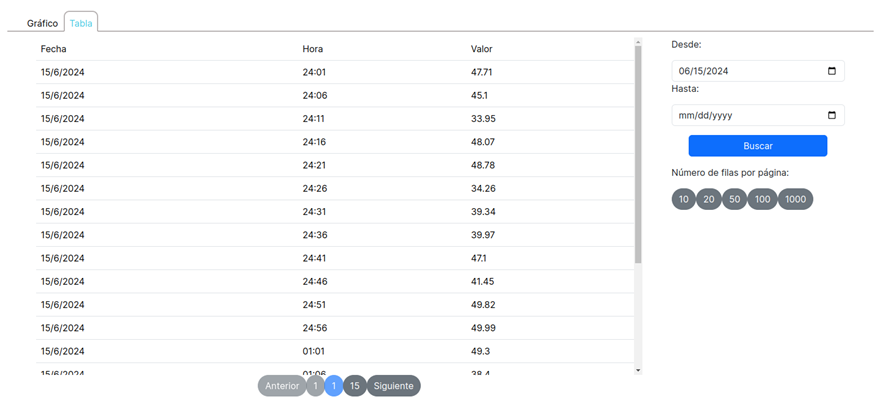 Gráfico Tabla
Fecha Hora Valor
15/6/2024 24:01 47.71
15/6/2024 24:06 45.1
15/6/2024 24:11 33.95
15/6/2024 24:16 48.07
15/6/2024 24:21 48.78
15/6/2024 24:26 34.26
15/6/2024 24:31 39.34
15/6/2024 24:36 39.97
15/6/2024 24:41 47.1
15/6/2024 24:46 41.45
15/6/2024 24:51 49.82
15/6/2024 24:56 49.99
15/6/2024 01:01 49.3
15/6/2024 01:06 38.4
Anterior 1 1 15 Siguiente
Desde:
06/15/2024
Hasta:
mm/dd/yyyy
Buscar
Número de filas por página:
10 20 50 100 1000